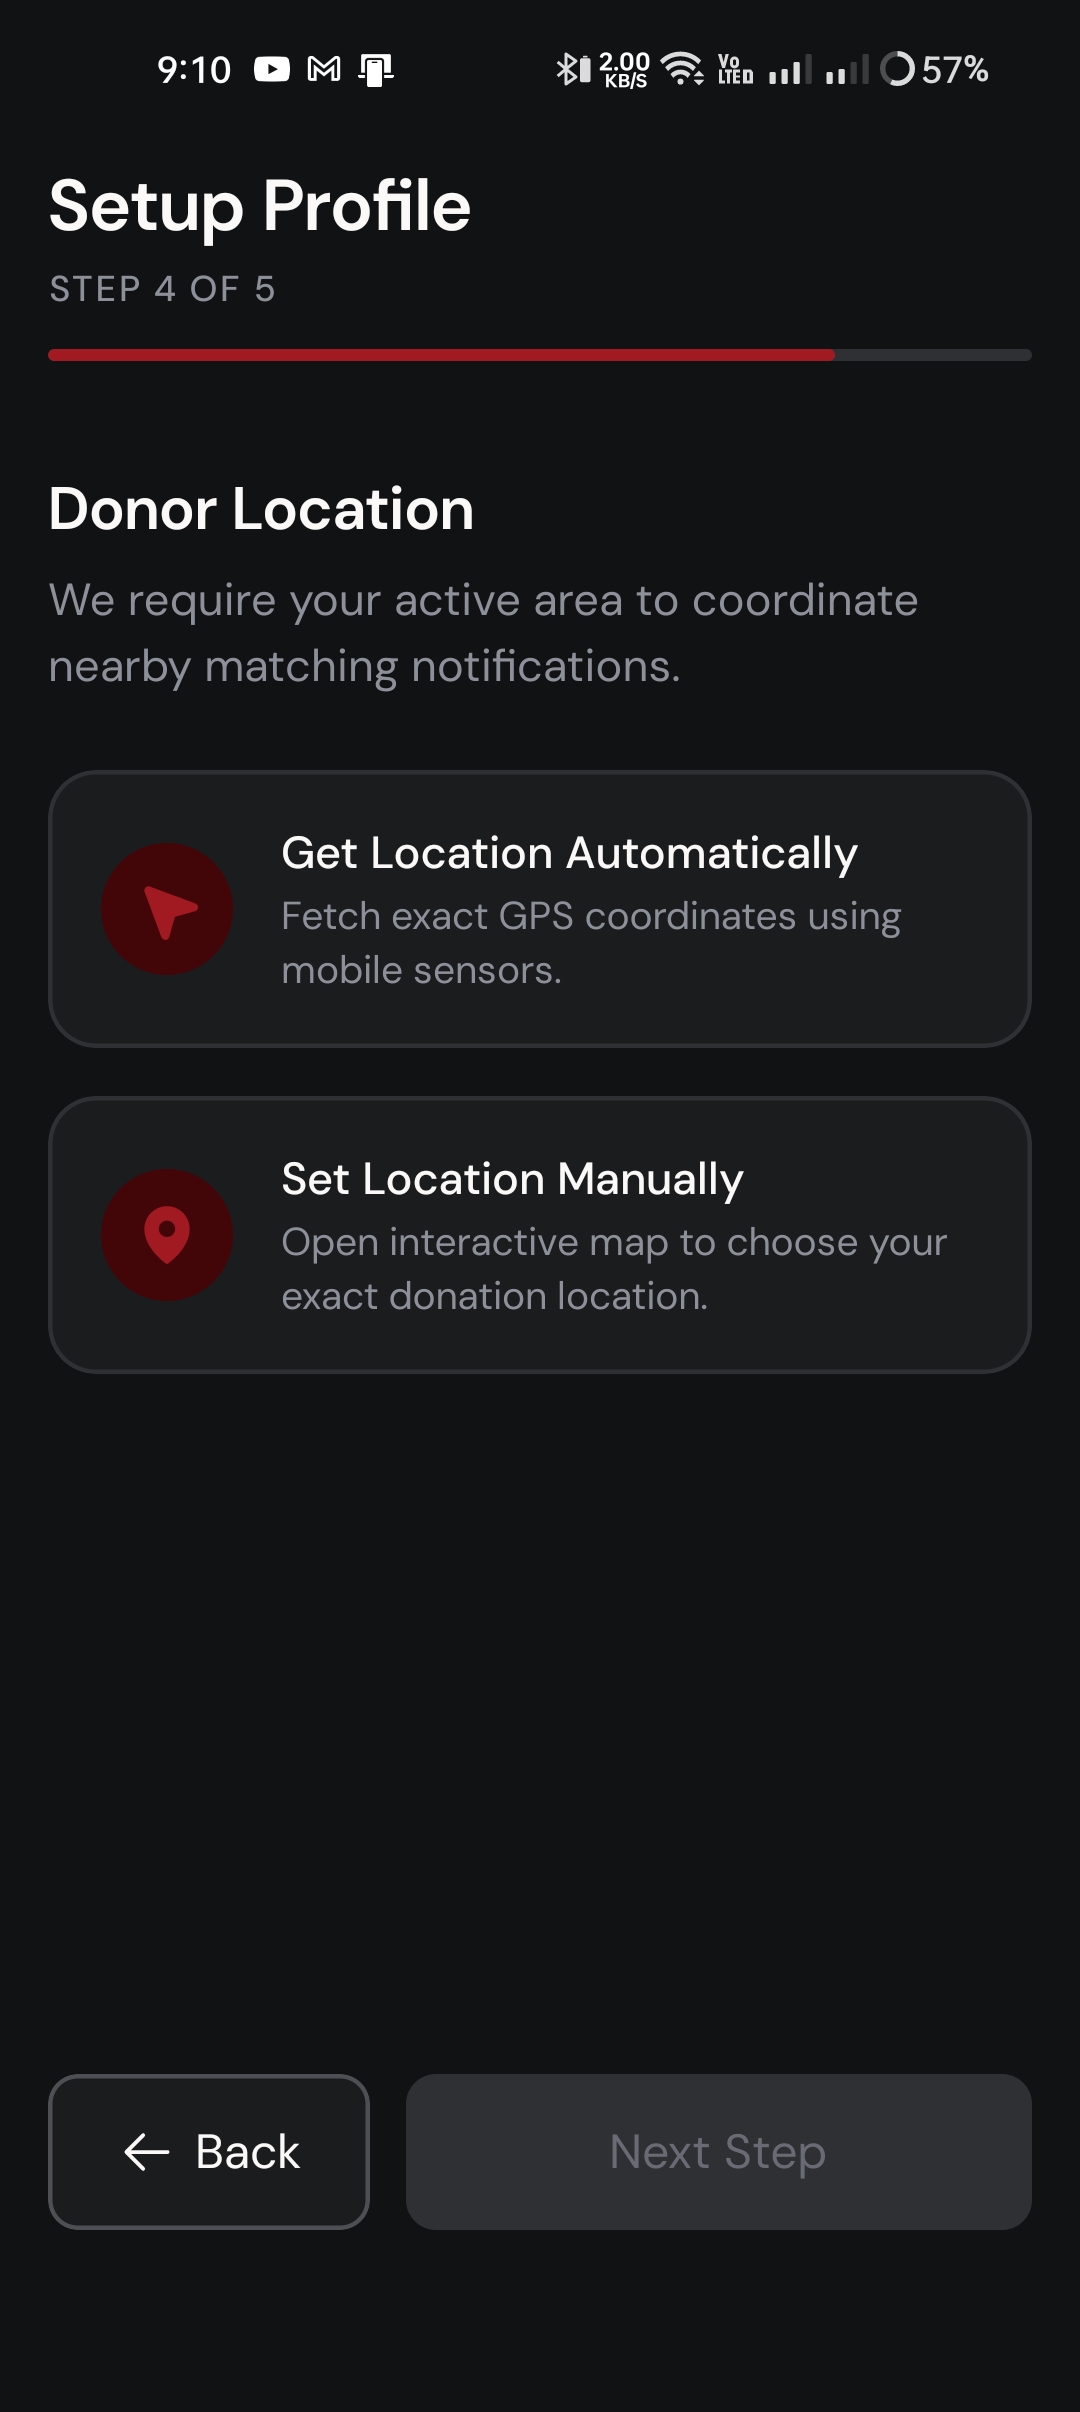 9:10 2.00 KB/S Vo LTE 57%
Setup Profile
STEP 4 OF 5
Donor Location
We require your active area to coordinate
nearby matching notifications.
Get Location Automatically
Fetch exact GPS coordinates using
mobile sensors.
Set Location Manually
Open interactive map to choose your
exact donation location.
Back
Next Step